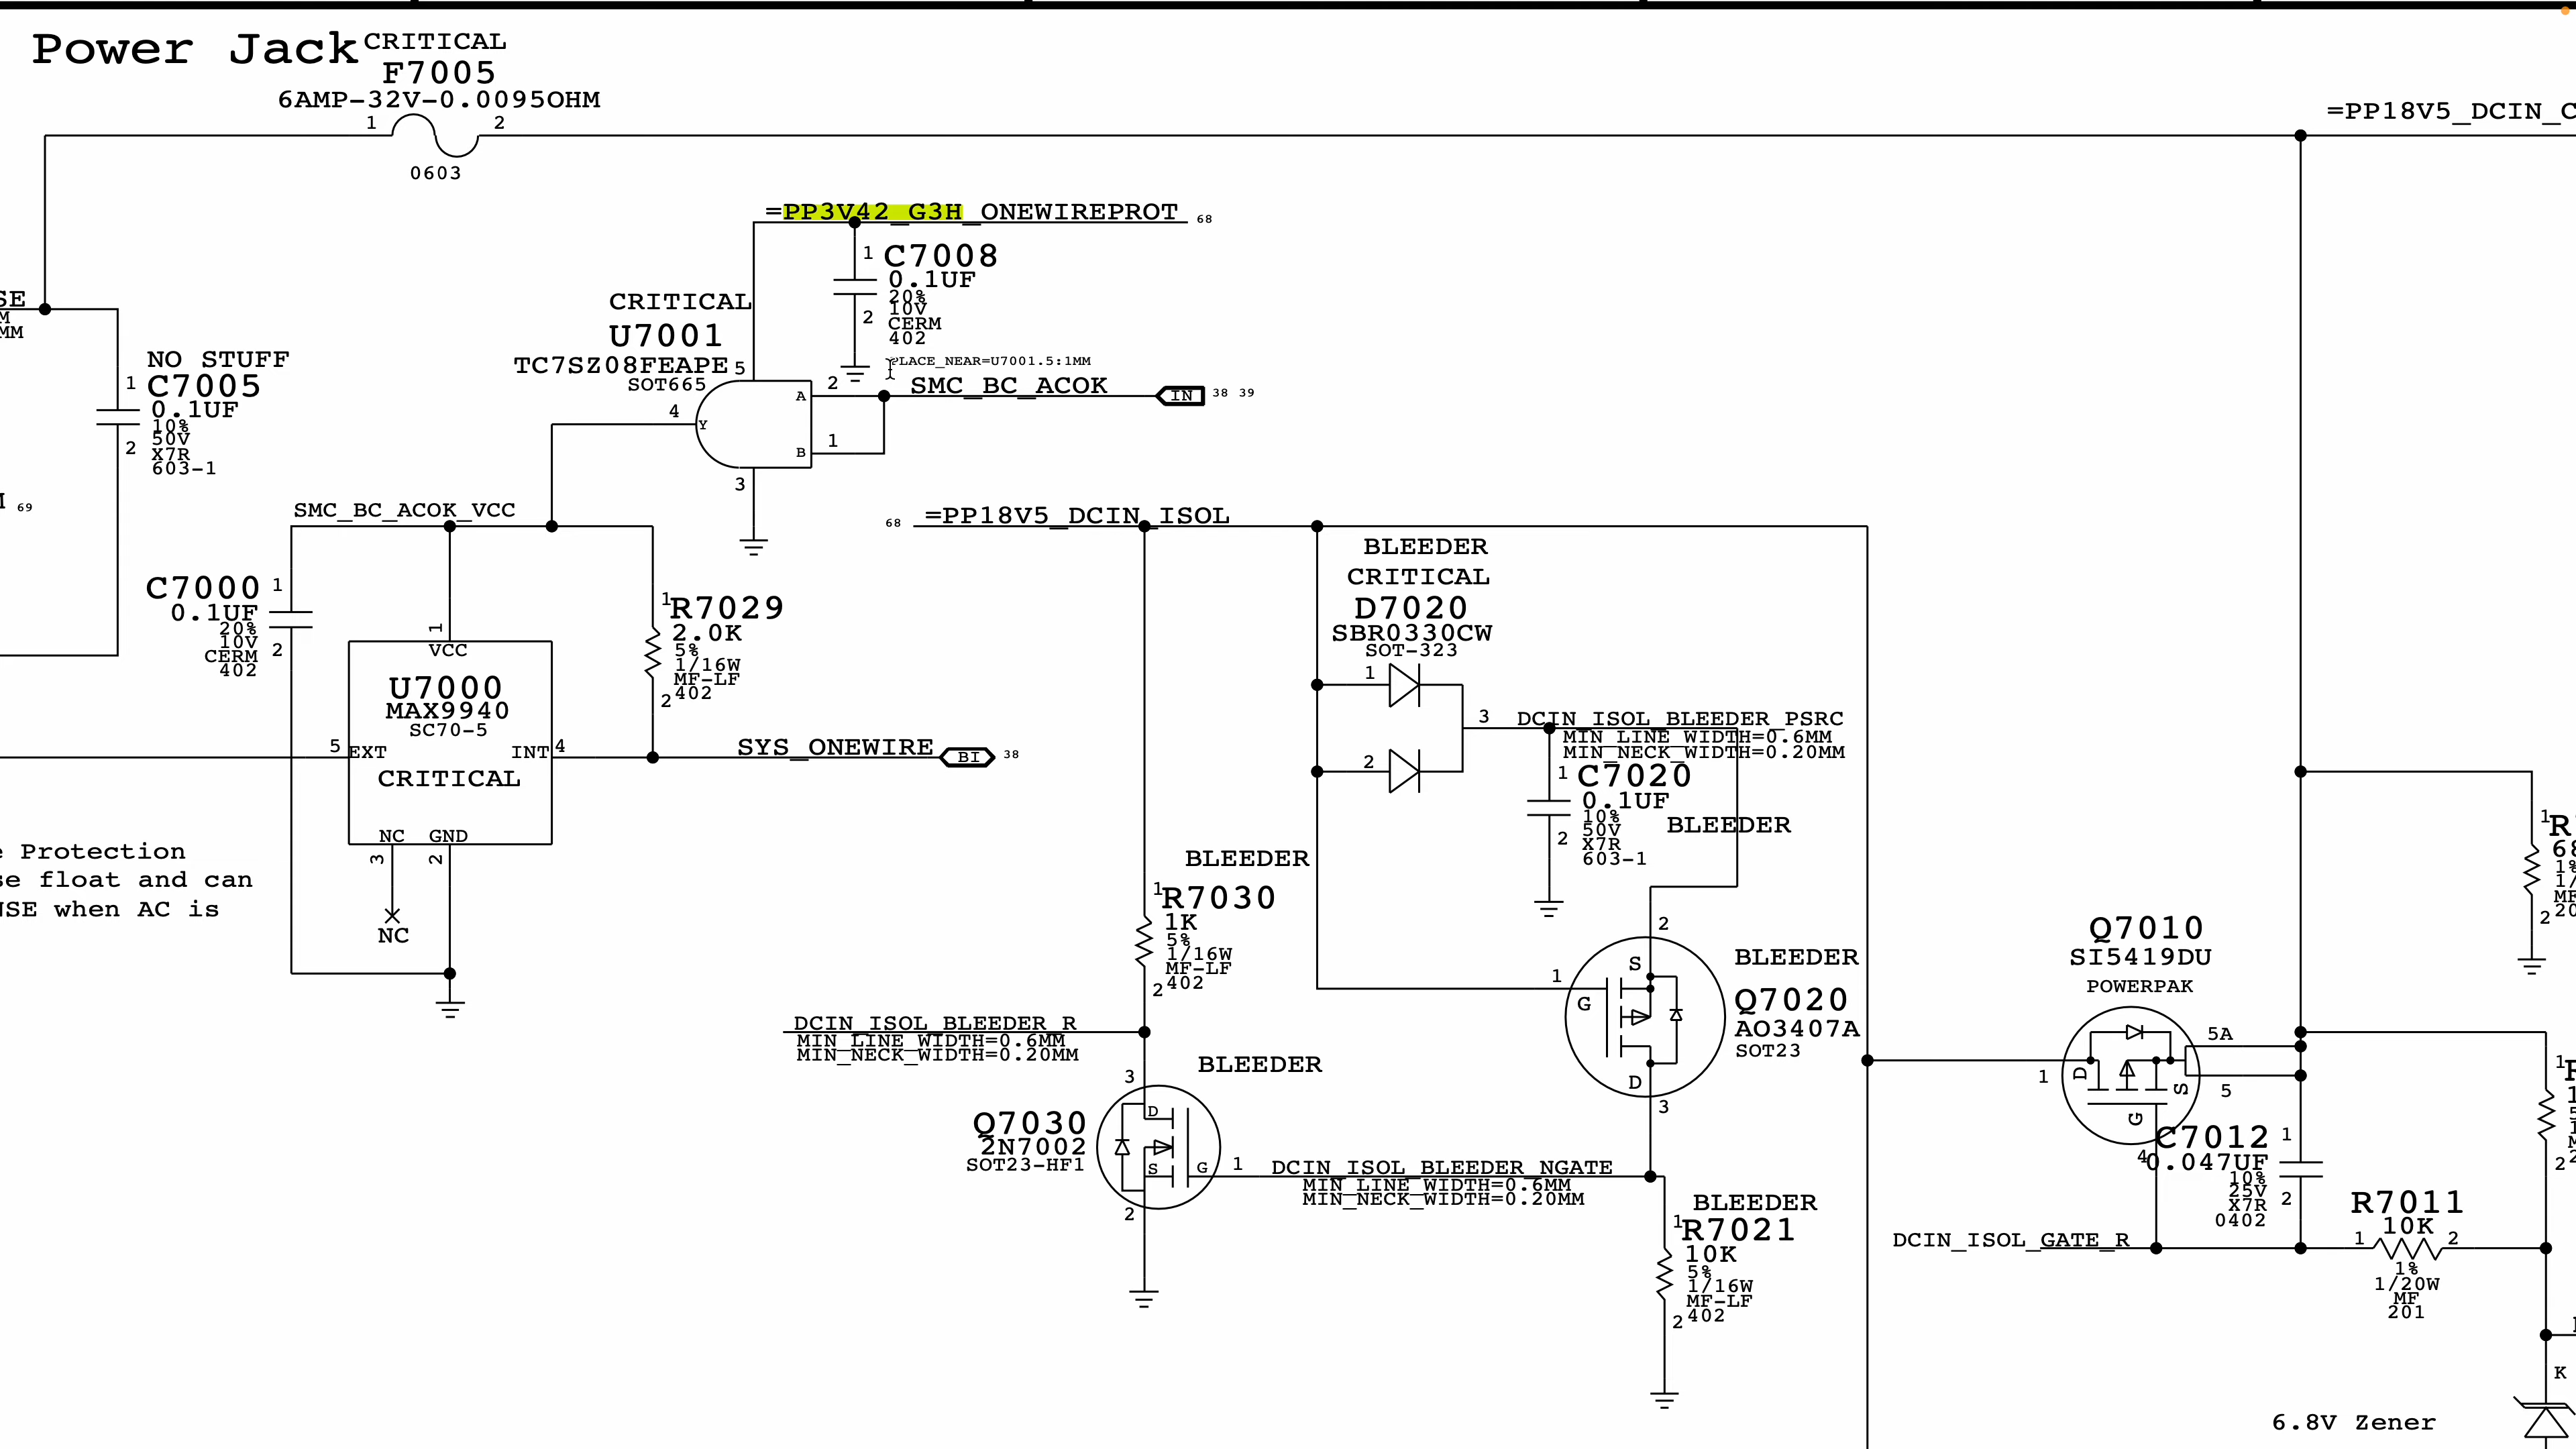 Power Jack
CRITICAL
F7005
6AMP-32V-0.0095OHM
1
2
0603
=PP18V5_DCIN_C
=PP3V42_G3H_ONEWIREPROT 68
1
C7008
0.1UF
20%
10V
CERM
402
2
PLACE_NEAR=U7001.5:1MM
CRITICAL
U7001
TC7SZ08FEAPE
SOT665
5
2
A
SMC_BC_ACOK
IN
38 39
4
Y
1
B
3
SE
M
MM
NO STUFF
1
C7005
0.1UF
10%
50V
X7R
603-1
2
69
SMC_BC_ACOK_VCC
68
=PP18V5_DCIN_ISOL
C7000
1
0.1UF
20%
10V
CERM
402
2
1
VCC
U7000
MAX9940
SC70-5
5
EXT
INT
4
CRITICAL
NC
GND
3
2
NC
1
R7029
2.0K
5%
1/16W
MF-LF
402
2
SYS_ONEWIRE
BI
38
e Protection
se float and can
NSE when AC is
BLEEDER
CRITICAL
D7020
SBR0330CW
SOT-323
1
2
3
DCIN_ISOL_BLEEDER_PSRC
MIN_LINE_WIDTH=0.6MM
MIN_NECK_WIDTH=0.20MM
1
C7020
0.1UF
10%
50V
X7R
603-1
2
BLEEDER
BLEEDER
1
R7030
1K
5%
1/16W
MF-LF
402
2
DCIN_ISOL_BLEEDER_R
MIN_LINE_WIDTH=0.6MM
MIN_NECK_WIDTH=0.20MM
BLEEDER
3
Q7030
2N7002
SOT23-HF1
D
S
G
1
2
DCIN_ISOL_BLEEDER_NGATE
MIN_LINE_WIDTH=0.6MM
MIN_NECK_WIDTH=0.20MM
2
S
1
G
D
3
BLEEDER
Q7020
AO3407A
SOT23
BLEEDER
1
R7021
10K
5%
1/16W
MF-LF
402
2
Q7010
SI5419DU
POWERPAK
1
D
S
G
5A
5
4
C7012
0.047UF
10%
25V
X7R
0402
1
2
DCIN_ISOL_GATE_R
R7011
1
10K
2
1%
1/20W
MF
201
1
2
1
2
K
6.8V Zener